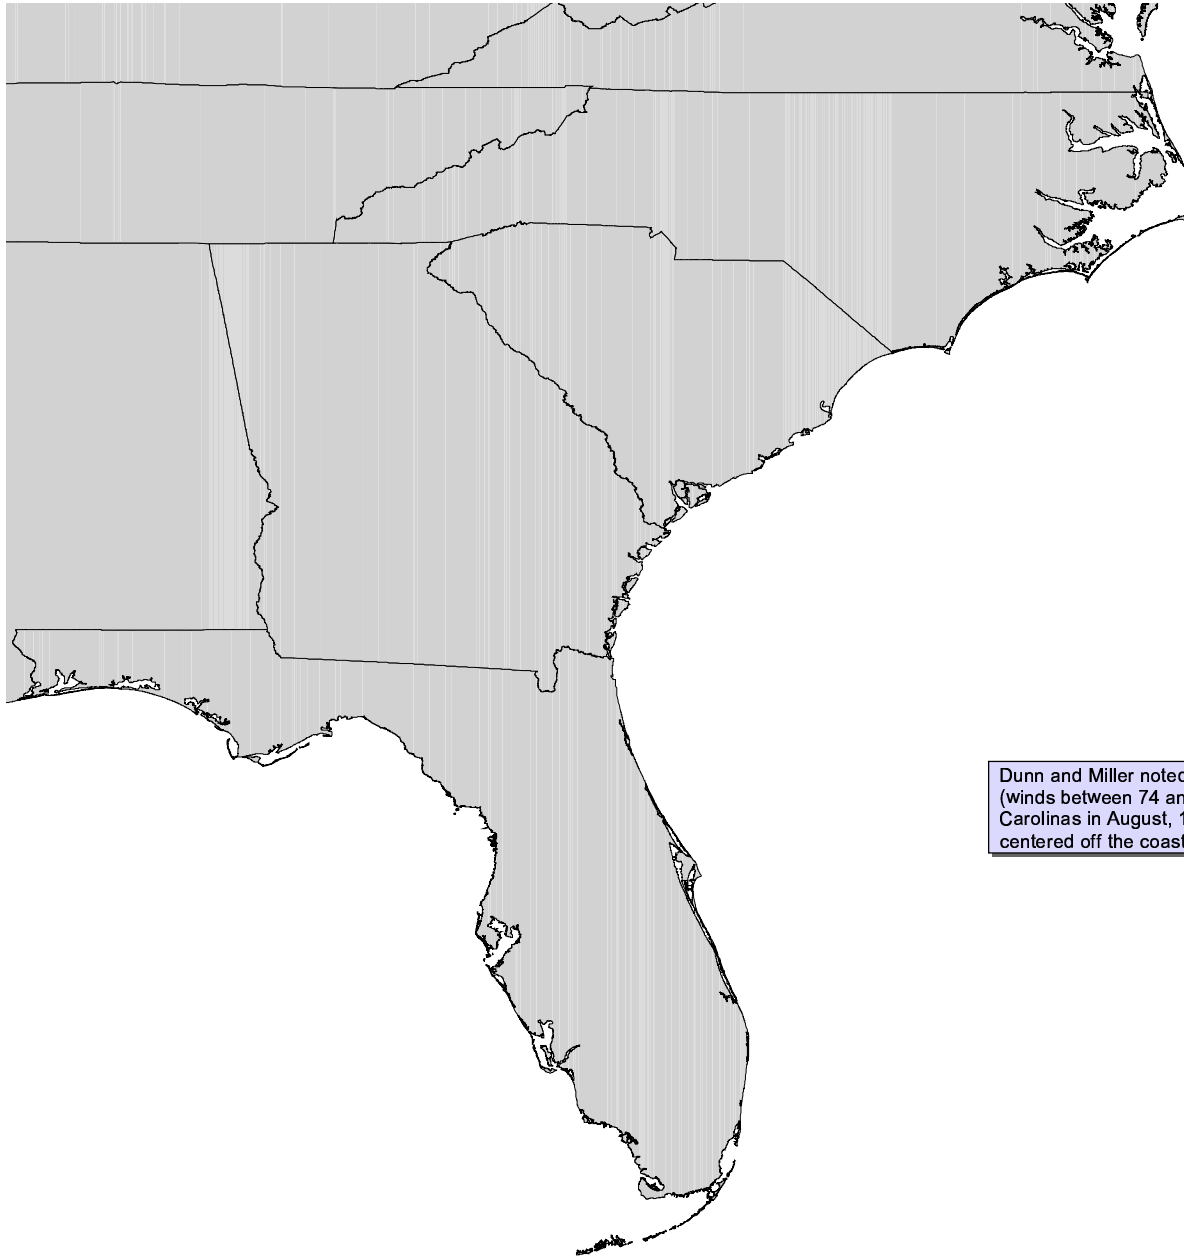 Dunn and Miller noted
(winds between 74 an
Carolinas in August, 1
centered off the coast